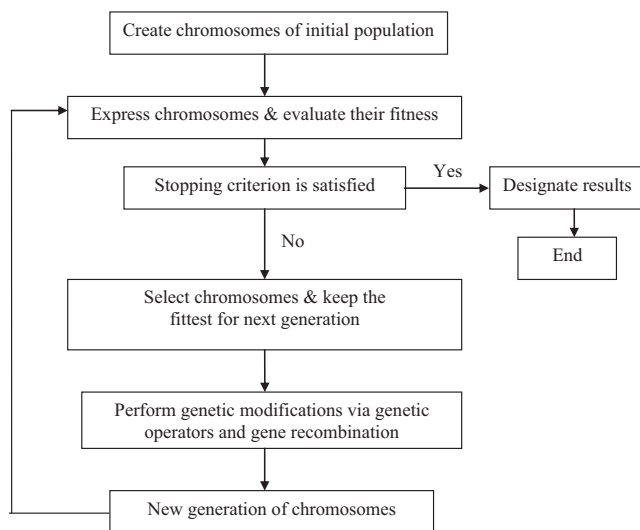 Create chromosomes of initial population
Express chromosomes & evaluate their fitness
Stopping criterion is satisfied
Yes
Designate results
End
No
Select chromosomes & keep the
fittest for next generation
Perform genetic modifications via genetic
operators and gene recombination
New generation of chromosomes